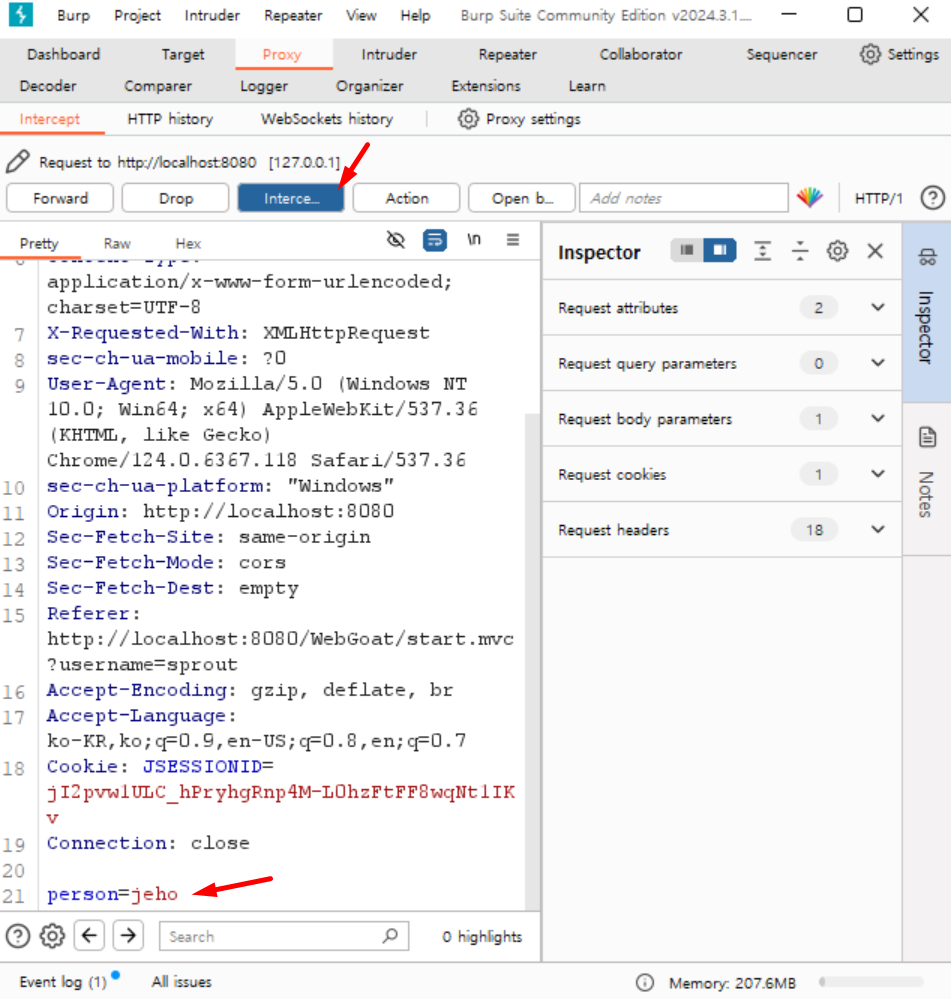 Burp Project Intruder Repeater View Help Burp Suite Community Edition v2024.3.1....
Dashboard Target Proxy Intruder Repeater Collaborator Sequencer Settings
Decoder Comparer Logger Organizer Extensions Learn
Intercept HTTP history WebSockets history Proxy settings
Request to http://localhost:8080 [127.0.0.1]
Forward Drop Interce... Action Open b... Add notes HTTP/1
Pretty Raw Hex \n
application/x-www-form-urlencoded;
charset=UTF-8
7 X-Requested-With: XMLHttpRequest
8 sec-ch-ua-mobile: ?0
9 User-Agent: Mozilla/5.0 (Windows NT
10.0; Win64; x64) AppleWebKit/537.36
(KHTML, like Gecko)
Chrome/124.0.6367.118 Safari/537.36
10 sec-ch-ua-platform: "Windows"
11 Origin: http://localhost:8080
12 Sec-Fetch-Site: same-origin
13 Sec-Fetch-Mode: cors
14 Sec-Fetch-Dest: empty
15 Referer:
http://localhost:8080/WebGoat/start.mvc
?username=sprout
16 Accept-Encoding: gzip, deflate, br
17 Accept-Language:
ko-KR,ko;q=0.9,en-US;q=0.8,en;q=0.7
18 Cookie: JSESSIONID=
jI2pvw1ULC_hPryhgRnp4M-LOhzFtFF8wqNt1IK
v
19 Connection: close
20
21 person=jeho
Search 0 highlights
Inspector
Request attributes 2
Request query parameters 0
Request body parameters 1
Request cookies 1
Request headers 18
Inspector
Notes
Event log (1) All issues Memory: 207.6MB